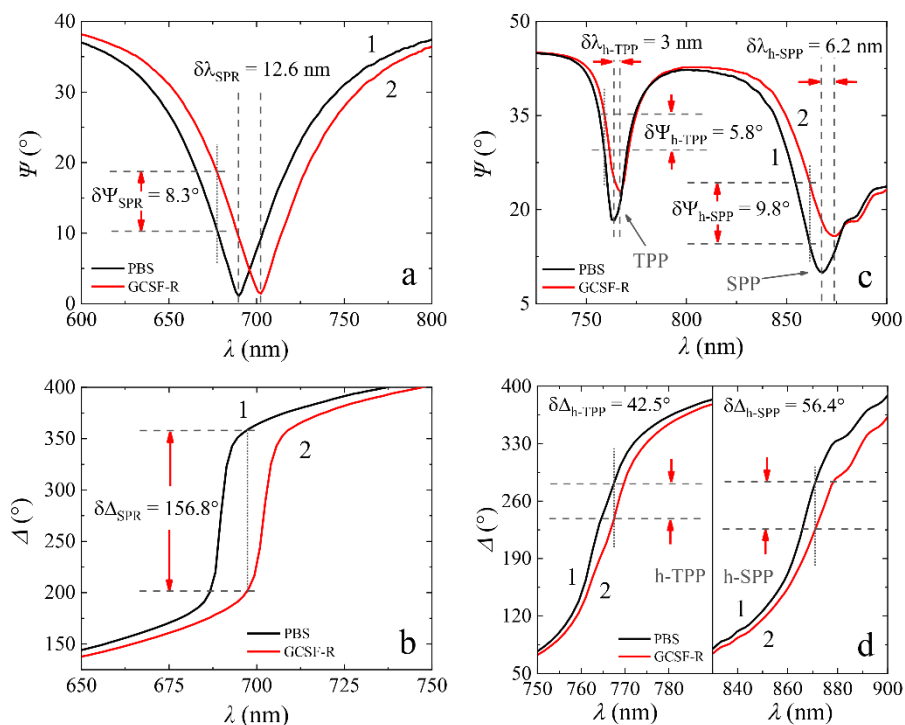 40
30
20
10
0
Ψ (°)
δλSPR = 12.6 nm
1
2
δΨSPR = 8.3°
PBS
GCSF-R
a
600 650 700 750 800
λ (nm)
45
35
25
15
5
Ψ (°)
δλh-TPP = 3 nm
δλh-SPP = 6.2 nm
2
1
δΨh-TPP = 5.8°
δΨh-SPP = 9.8°
TPP
SPP
PBS
GCSF-R
c
750 800 850 900
λ (nm)
400
350
300
250
200
150
Δ (°)
1
2
δΔSPR = 156.8°
PBS
GCSF-R
b
650 675 700 725 750
λ (nm)
400
330
260
190
120
50
Δ (°)
δΔh-TPP = 42.5°
δΔh-SPP = 56.4°
h-TPP
h-SPP
1
2
1
2
PBS
GCSF-R
d
750 760 770 780 840 860 880 900
λ (nm) λ (nm)